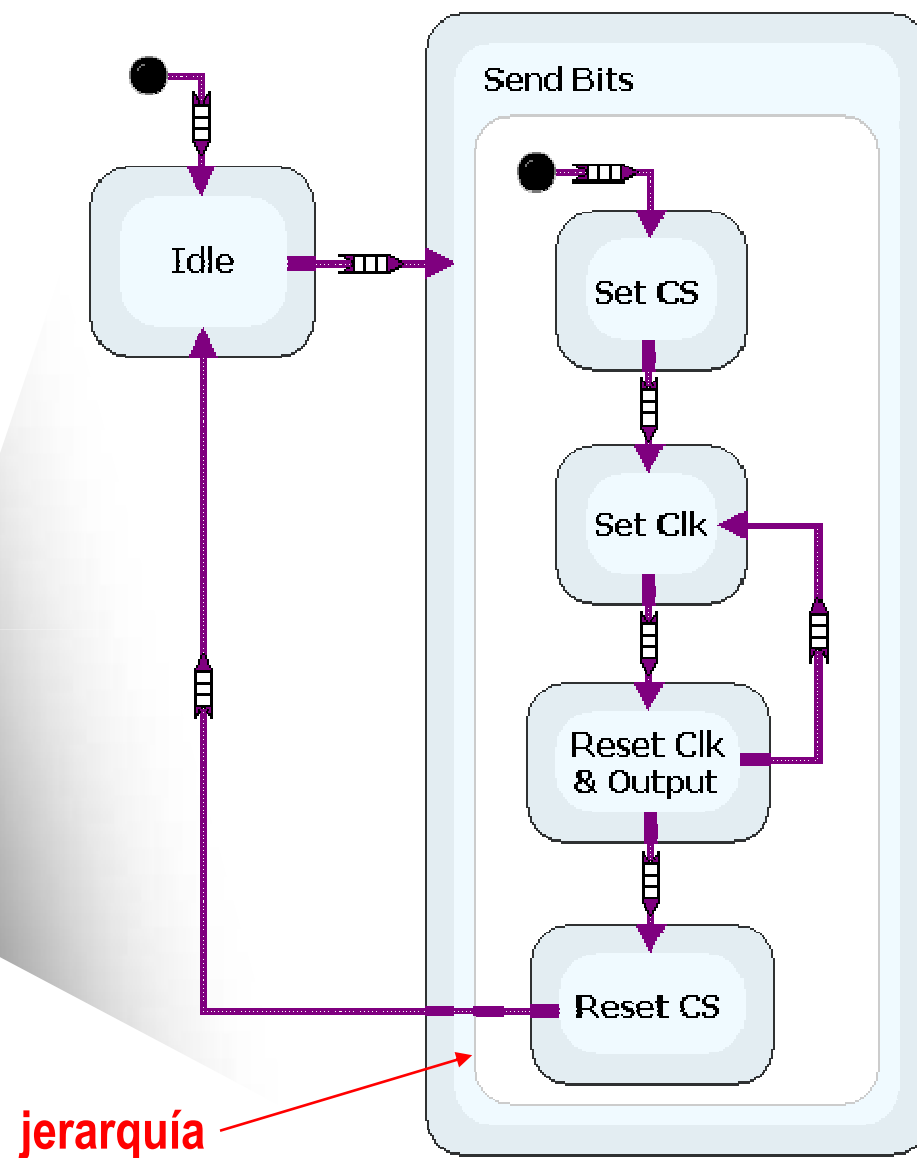 Send Bits
Idle
Set CS
Set Clk
Reset Clk
& Output
Reset CS
jerarquía